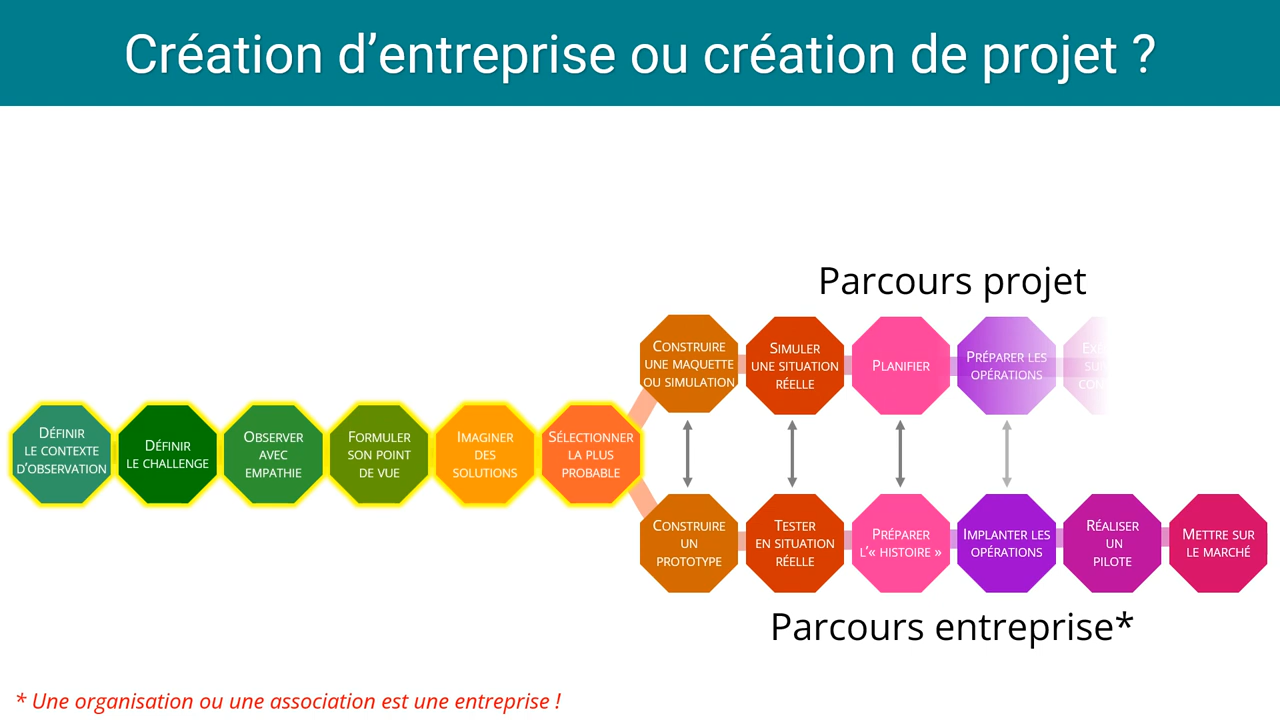 Création d’entreprise ou création de projet ?
Parcours projet
CONSTRUIRE
UNE MAQUETTE
OU SIMULATION
SIMULER
UNE SITUATION
RÉELLE
PLANIFIER
PRÉPARER LES
OPÉRATIONS
DÉFINIR
LE CONTEXTE
D’OBSERVATION
DÉFINIR
LE CHALLENGE
OBSERVER
AVEC
EMPATHIE
FORMULER
SON POINT
DE VUE
IMAGINER
DES
SOLUTIONS
SÉLECTIONNER
LA PLUS
PROBABLE
CONSTRUIRE
UN
PROTOTYPE
TESTER
EN SITUATION
RÉELLE
PRÉPARER
L’« HISTOIRE »
IMPLANTER LES
OPÉRATIONS
RÉALISER
UN
PILOTE
METTRE SUR
LE MARCHÉ
Parcours entreprise*
* Une organisation ou une association est une entreprise !